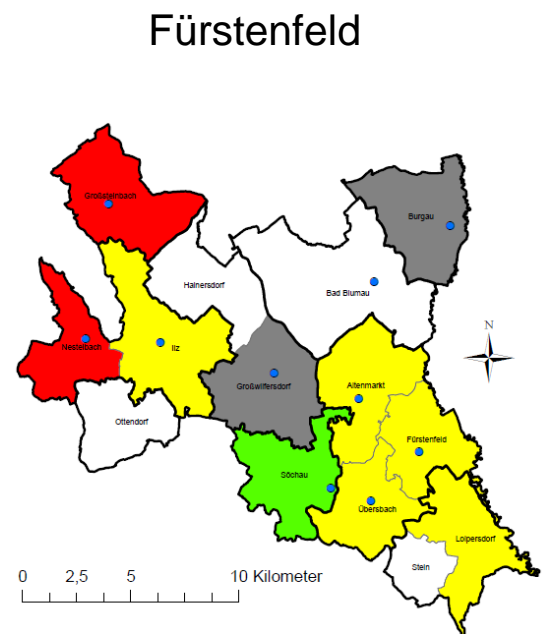 Fürstenfeld
Großsteinbach
Burgau
Hainersdorf
Bad Blumau
N
Nestelbach
Ilz
Großwilfersdorf
Altenmarkt
Ottendorf
Fürstenfeld
Söchau
Übersbach
Loipersdorf
Stein
0 2,5 5 10 Kilometer